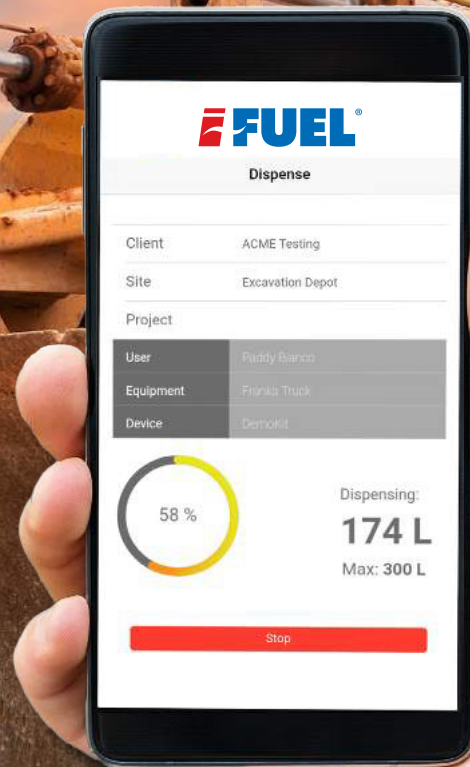 iFUEL®
Dispense
Client ACME Testing
Site Excavation Depot
Project
User Paddy Bianco
Equipment Franks Truck
Device DemoKit
58 %
Dispensing:
174 L
Max: 300 L
Stop